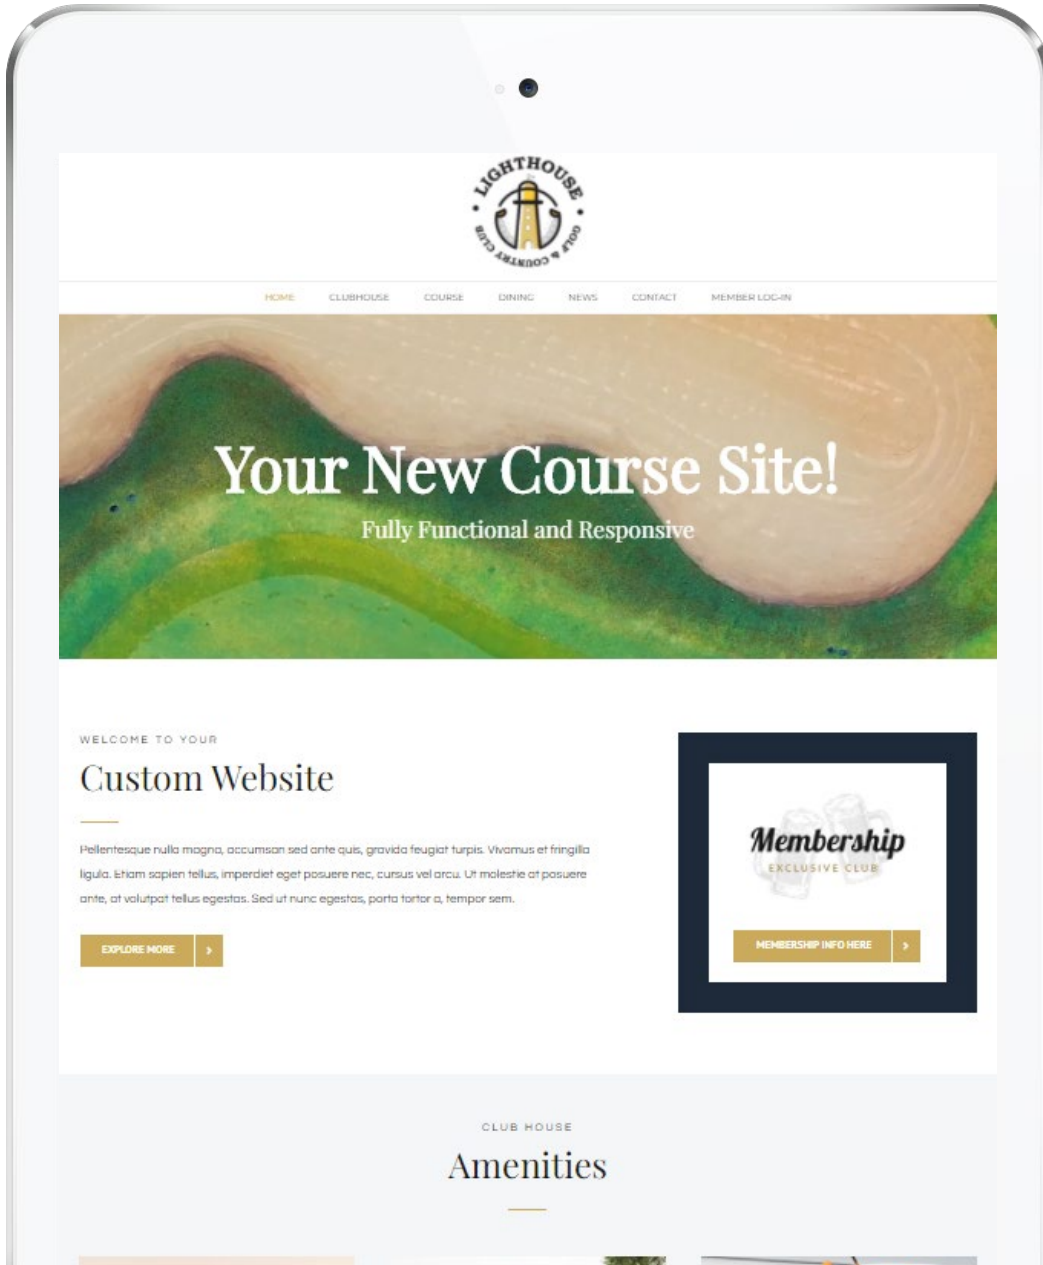 LIGHTHOUSE
GOLF & COUNTRY CLUB
HOME CLUBHOUSE COURSE DINING NEWS CONTACT MEMBER LOG-IN
Your New Course Site!
Fully Functional and Responsive
WELCOME TO YOUR
Custom Website
Pellentesque nulla magna, accumsan sed ante quis, gravida feugiat turpis. Vivamus et fringilla
ligula. Etiam sapien tellus, imperdiet eget posuere nec, cursus vel arcu. Ut molestie at posuere
ante, at volutpat tellus egestas. Sed ut nunc egestas, porta tortor a, tempor sem.
EXPLORE MORE
Membership
EXCLUSIVE CLUB
MEMBERSHIP INFO HERE
CLUB HOUSE
Amenities